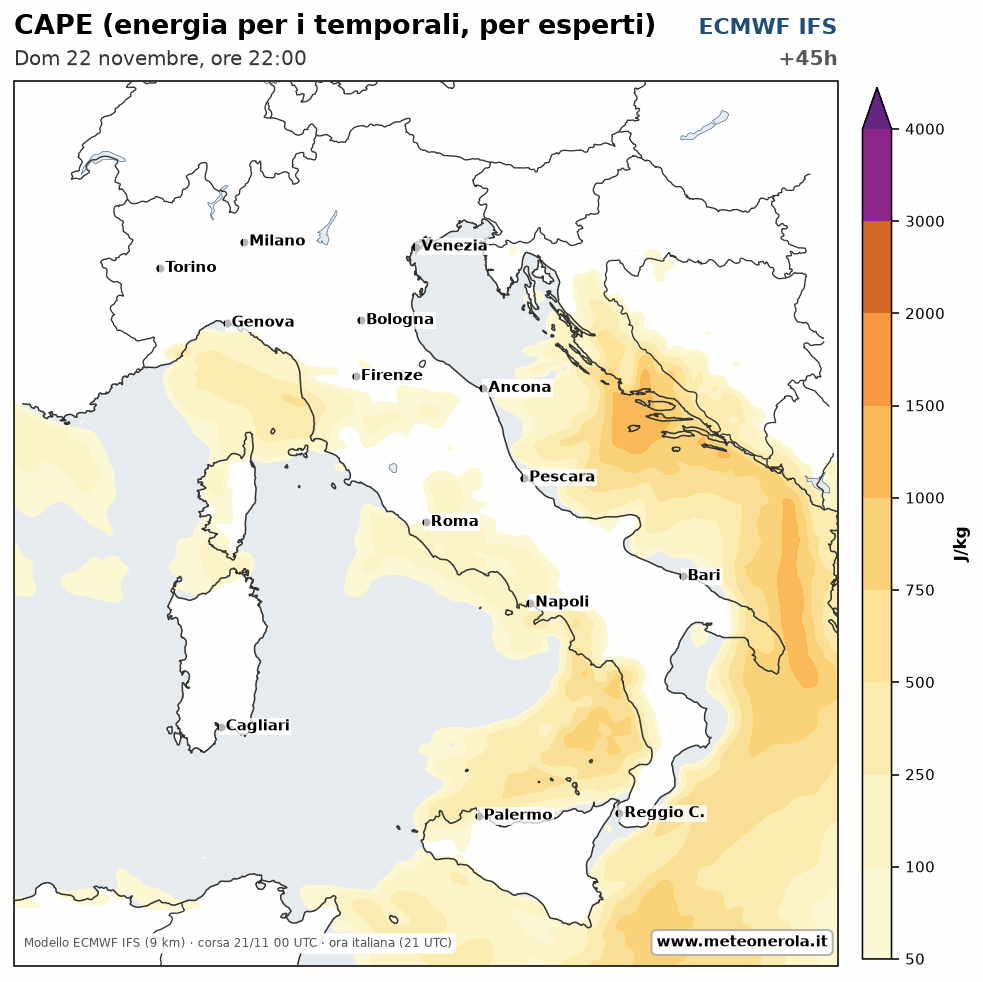 CAPE (energia per i temporali, per esperti)
ECMWF IFS
Dom 22 novembre, ore 22:00
+45h
Milano
Venezia
Torino
Genova
Bologna
Firenze
Ancona
Pescara
Roma
Bari
Napoli
Cagliari
Palermo
Reggio C.
4000
3000
2000
1500
1000
750
500
250
100
50
J/kg
Modello ECMWF IFS (9 km) · corsa 21/11 00 UTC · ora italiana (21 UTC)
www.meteonerola.it